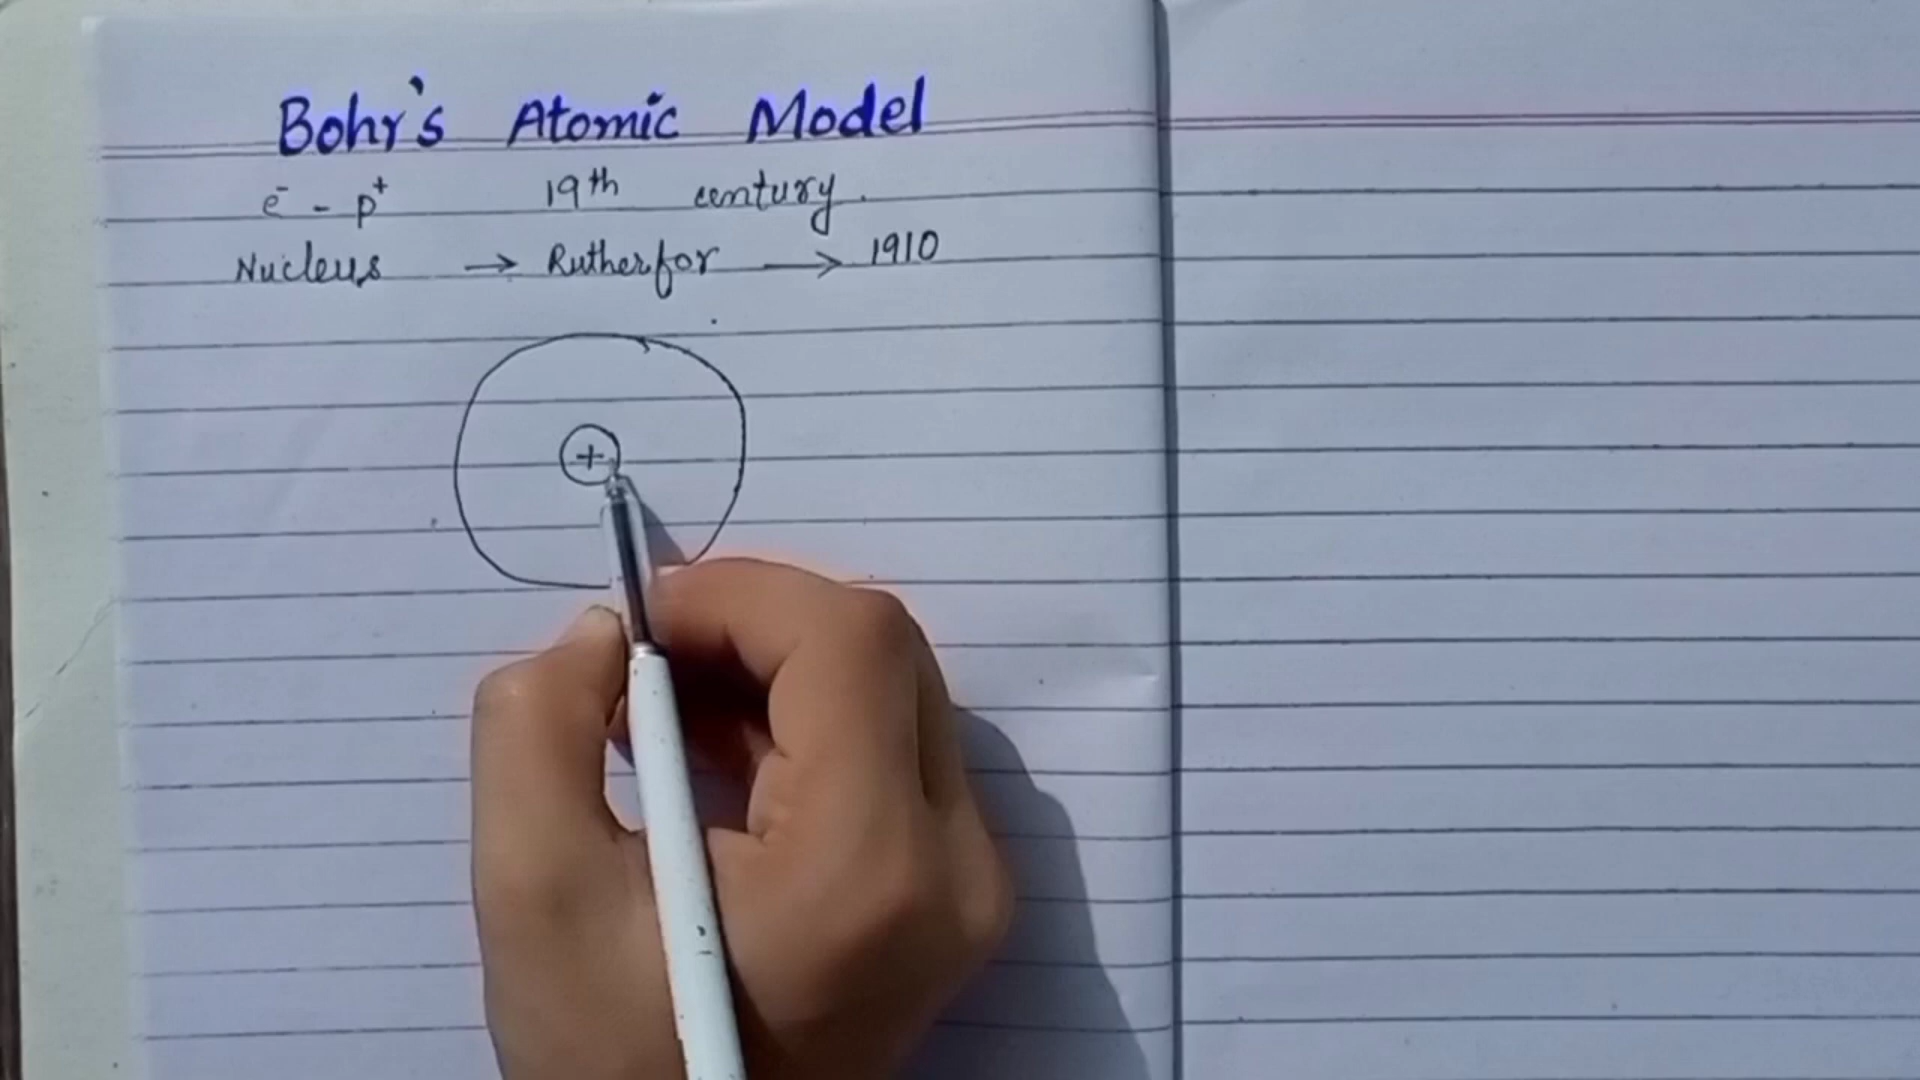 Bohr's Atomic Model
e⁻ - p⁺ 19th century.
Nucleus → Rutherfor → 1910
+